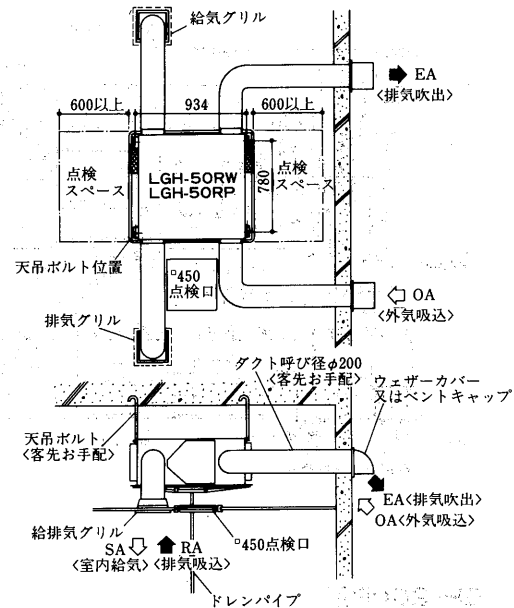 給気グリル
EA
<排気吹出>
600以上
934
600以上
点検
スペース
LGH-50RW
LGH-50RP
780
点検
スペース
天吊ボルト位置
□450
点検口
OA
<外気吸込>
排気グリル
ダクト呼び径φ200
<客先お手配>
ウェザーカバー
又はベントキャップ
天吊ボルト
<客先お手配>
EA<排気吹出>
OA<外気吸込>
給排気グリル
□450点検口
SA
RA
<室内給気>
<排気吸込>
ドレンパイプ